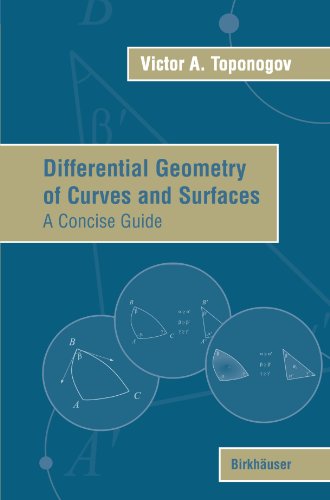 Victor A. Toponogov
β'
Differential Geometry
of Curves and Surfaces
A Concise Guide
B
β
A
C
B
A
C
B'
A'
Birkhäuser